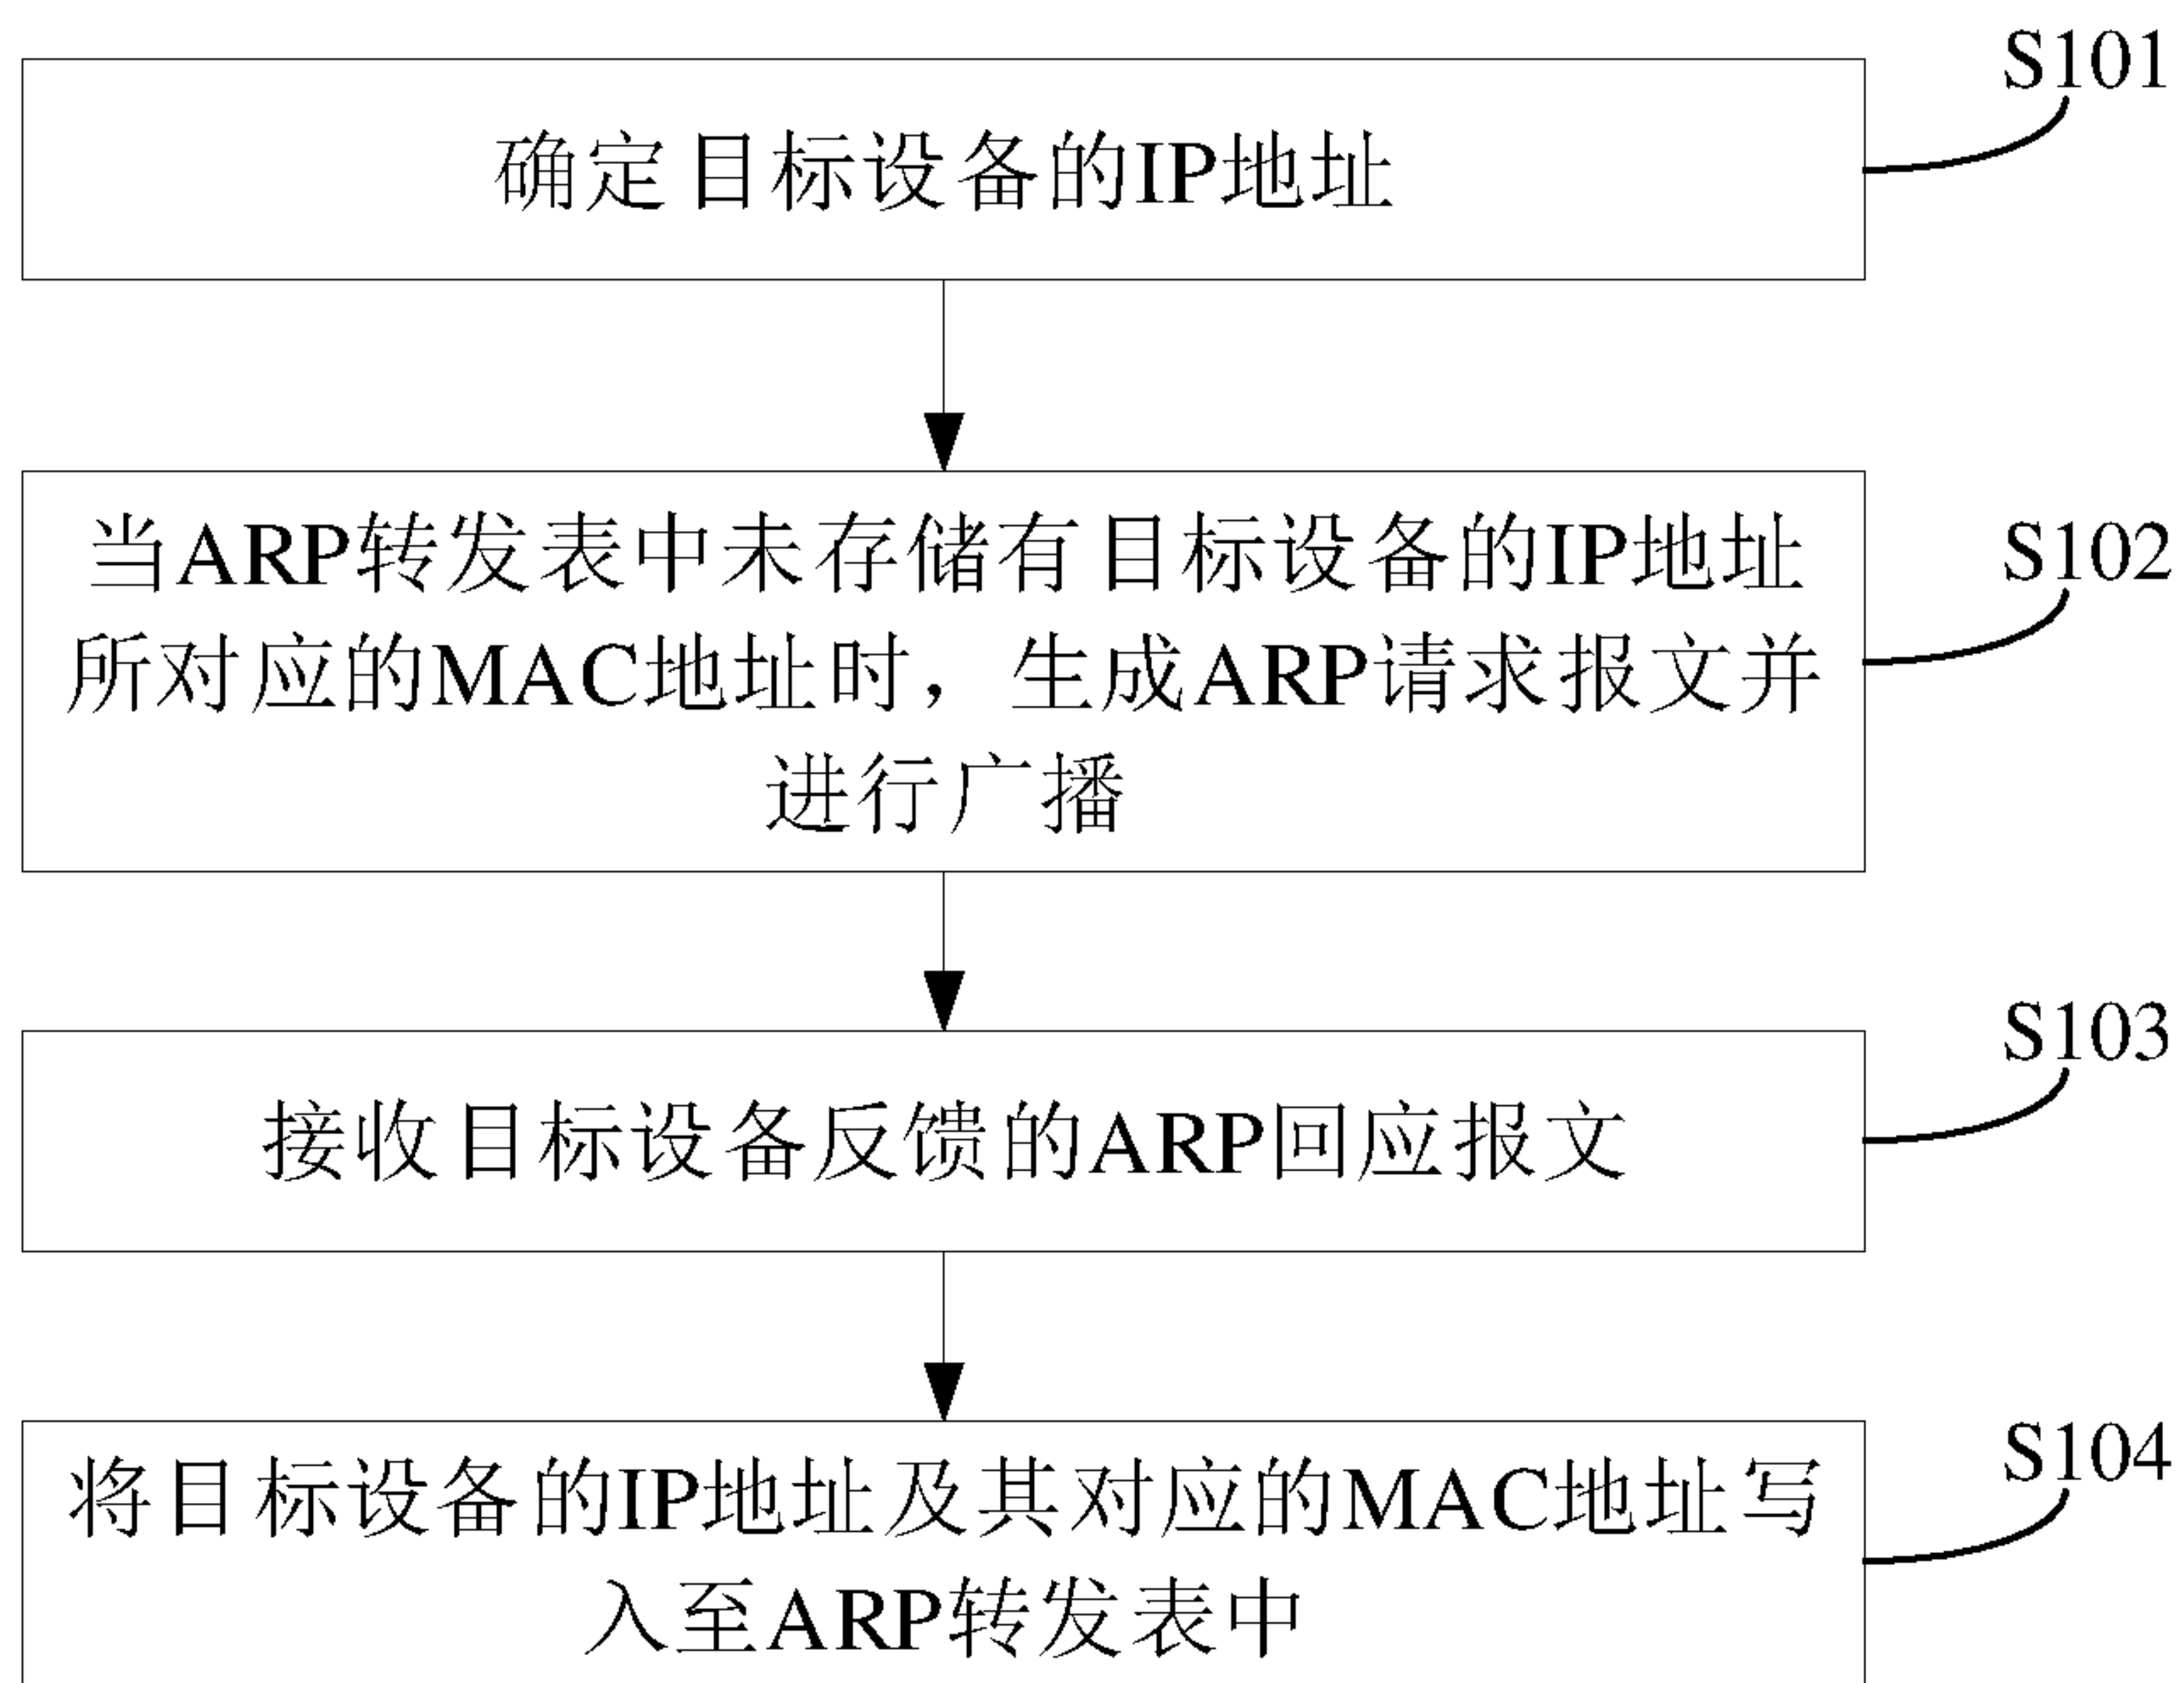 S101
确定目标设备的IP地址
S102
当ARP转发表中未存储有目标设备的IP地址
所对应的MAC地址时，生成ARP请求报文并
进行广播
S103
接收目标设备反馈的ARP回应报文
S104
将目标设备的IP地址及其对应的MAC地址写
入至ARP转发表中